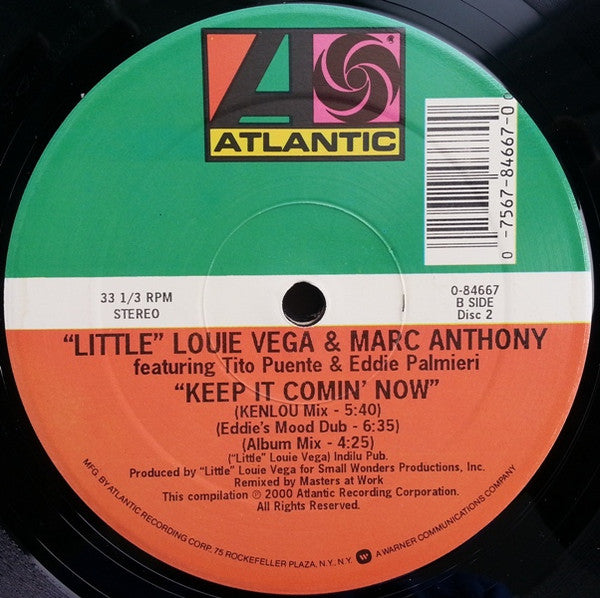 ATLANTIC
0-7567-84667-0
33 1/3 RPM
STEREO
0-84667
B SIDE
Disc 2
"LITTLE" LOUIE VEGA & MARC ANTHONY
featuring Tito Puente & Eddie Palmieri
"KEEP IT COMIN' NOW"
(KENLOU Mix - 5:40)
(Eddie's Mood Dub - 6:35)
(Album Mix - 4:25)
("Little" Louie Vega) Indilu Pub.
Produced by "Little" Louie Vega for Small Wonders Productions, Inc.
Remixed by Masters at Work
This compilation ℗ 2000 Atlantic Recording Corporation.
All Rights Reserved.
MFG. BY ATLANTIC RECORDING CORP. 75 ROCKEFELLER PLAZA, N.Y., N.Y. A WARNER COMMUNICATIONS COMPANY